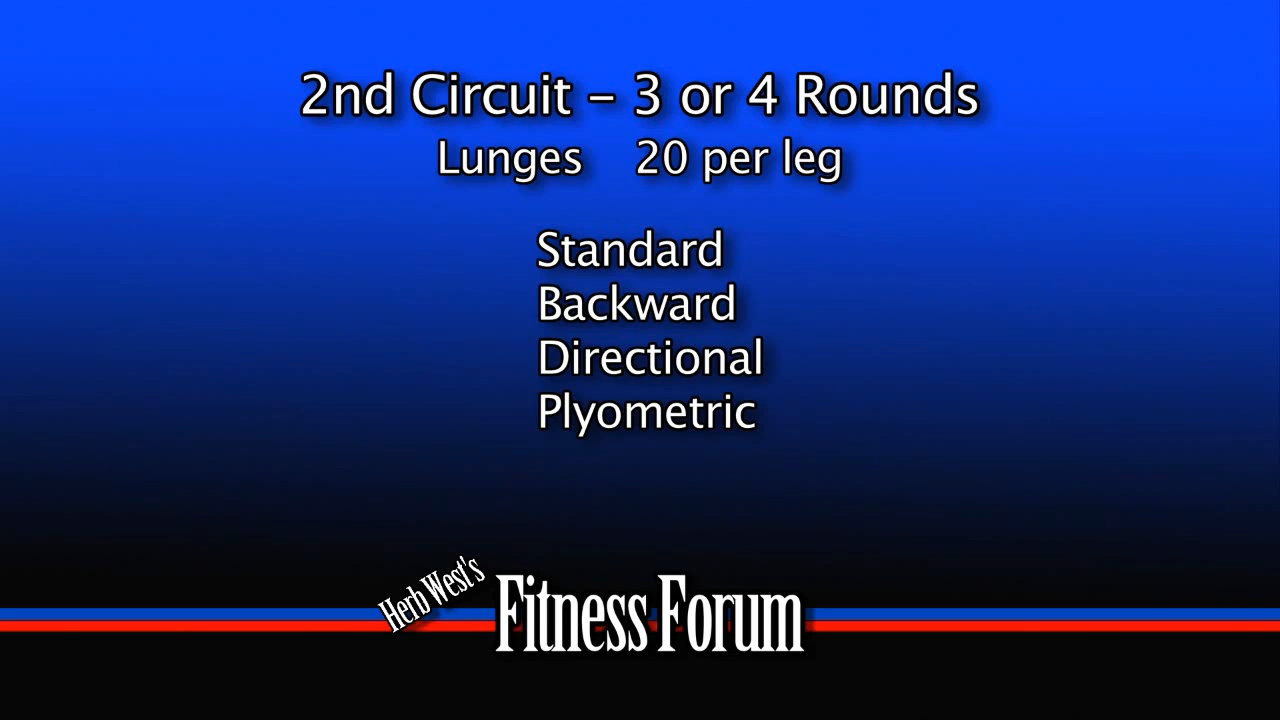 2nd Circuit – 3 or 4 Rounds
Lunges 20 per leg
Standard
Backward
Directional
Plyometric
Herb West's
Fitness Forum